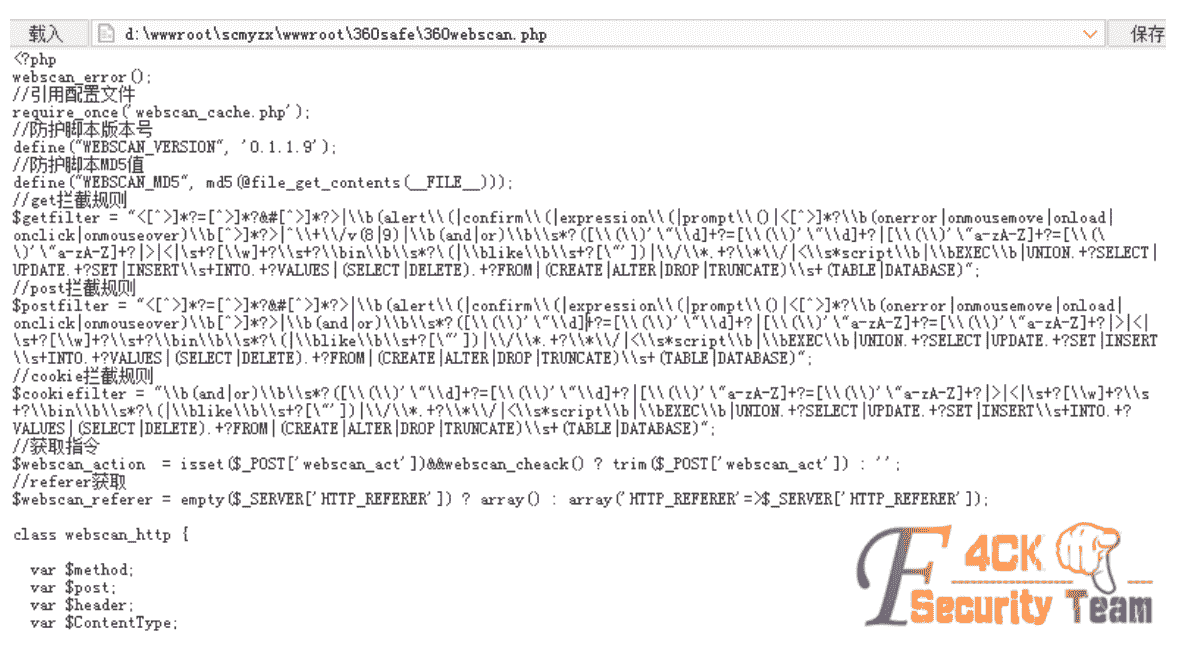 载入 d:\wwwroot\scmyzx\wwwroot\360safe\360webscan.php 保存
<?php
webscan_error();
//引用配置文件
require_once('webscan_cache.php');
//防护脚本版本号
define("WEBSCAN_VERSION", '0.1.1.9');
//防护脚本MD5值
define("WEBSCAN_MD5", md5(@file_get_contents(__FILE__)));
//get拦截规则
$getfilter = "<[^>]*?=[^>]*?&#[^>]*?>|\\b(alert\\(|confirm\\(|expression\\(|prompt\\()|<[^>]*?\\b(onerror|onmousemove|onload|
onclick|onmouseover)\\b[^>]*?>|^\\+\\/v(8|9)|\\b(and|or)\\b\\s*?([\\(\\)'\"\\d]+?=[\\(\\)'\"\\d]+?|[\\(\\)'\"a-zA-Z]+?=[\\(\
\)'\"a-zA-Z]+?|>|<|\s+?[\\w]+?\\s+?\\bin\\b\\s*?\(|\\blike\\b\\s+?[\"'])|\\/\\*.+?\\*\\/|<\\s*script\\b|\\bEXEC\\b|UNION.+?SELECT|
UPDATE.+?SET|INSERT\\s+INTO.+?VALUES|(SELECT|DELETE).+?FROM|(CREATE|ALTER|DROP|TRUNCATE)\\s+(TABLE|DATABASE)";
//post拦截规则
$postfilter = "<[^>]*?=[^>]*?&#[^>]*?>|\\b(alert\\(|confirm\\(|expression\\(|prompt\\()|<[^>]*?\\b(onerror|onmousemove|onload|
onclick|onmouseover)\\b[^>]*?>|\\b(and|or)\\b\\s*?([\\(\\)'\"\\d]+?=[\\(\\)'\"\\d]+?|[\\(\\)'\"a-zA-Z]+?=[\\(\\)'\"a-zA-Z]+?|>|<|
\s+?[\\w]+?\\s+?\\bin\\b\\s*?\(|\\blike\\b\\s+?[\"'])|\\/\\*.+?\\*\\/|<\\s*script\\b|\\bEXEC\\b|UNION.+?SELECT|UPDATE.+?SET|INSERT
\\s+INTO.+?VALUES|(SELECT|DELETE).+?FROM|(CREATE|ALTER|DROP|TRUNCATE)\\s+(TABLE|DATABASE)";
//cookie拦截规则
$cookiefilter = "\\b(and|or)\\b\\s*?([\\(\\)'\"\\d]+?=[\\(\\)'\"\\d]+?|[\\(\\)'\"a-zA-Z]+?=[\\(\\)'\"a-zA-Z]+?|>|<|\s+?[\\w]+?\\s
+?\\bin\\b\\s*?\(|\\blike\\b\\s+?[\"'])|\\/\\*.+?\\*\\/|<\\s*script\\b|\\bEXEC\\b|UNION.+?SELECT|UPDATE.+?SET|INSERT\\s+INTO.+?
VALUES|(SELECT|DELETE).+?FROM|(CREATE|ALTER|DROP|TRUNCATE)\\s+(TABLE|DATABASE)";
//获取指令
$webscan_action  = isset($_POST['webscan_act'])&&webscan_cheack() ? trim($_POST['webscan_act']) : '';
//referer获取
$webscan_referer = empty($_SERVER['HTTP_REFERER']) ? array() : array('HTTP_REFERER'=>$_SERVER['HTTP_REFERER']);
class webscan_http {
var $method;
var $post;
var $header;
var $ContentType;
F4CK
Security Team